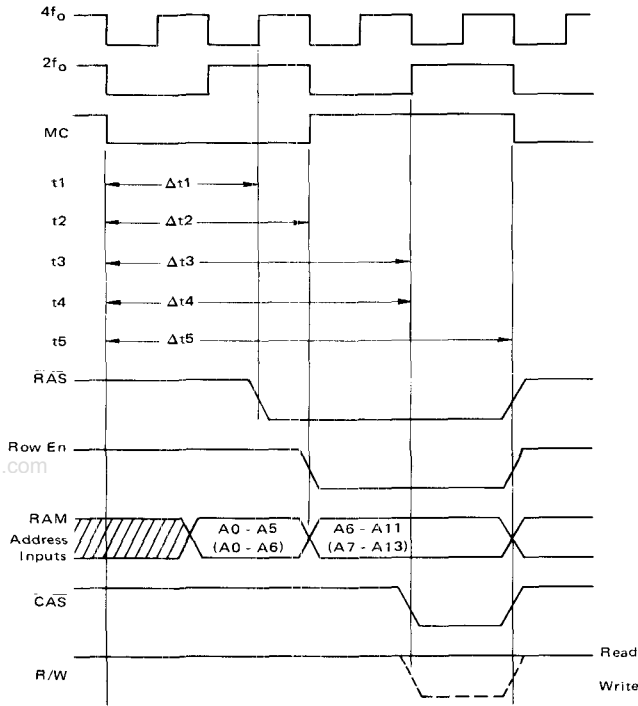 4fo
2fo
MC
t1 Δt1
t2 Δt2
t3 Δt3
t4 Δt4
t5 Δt5
RAS
Row En
.com
RAM
Address
Inputs
A0 - A5
(A0 - A6)
A6 - A11
(A7 - A13)
CAS
R/W
Read
Write